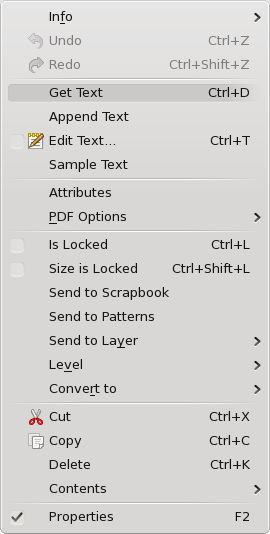 Info
Undo Ctrl+Z
Redo Ctrl+Shift+Z
Get Text Ctrl+D
Append Text
Edit Text... Ctrl+T
Sample Text
Attributes
PDF Options
Is Locked Ctrl+L
Size is Locked Ctrl+Shift+L
Send to Scrapbook
Send to Patterns
Send to Layer
Level
Convert to
Cut Ctrl+X
Copy Ctrl+C
Delete Ctrl+K
Contents
Properties F2